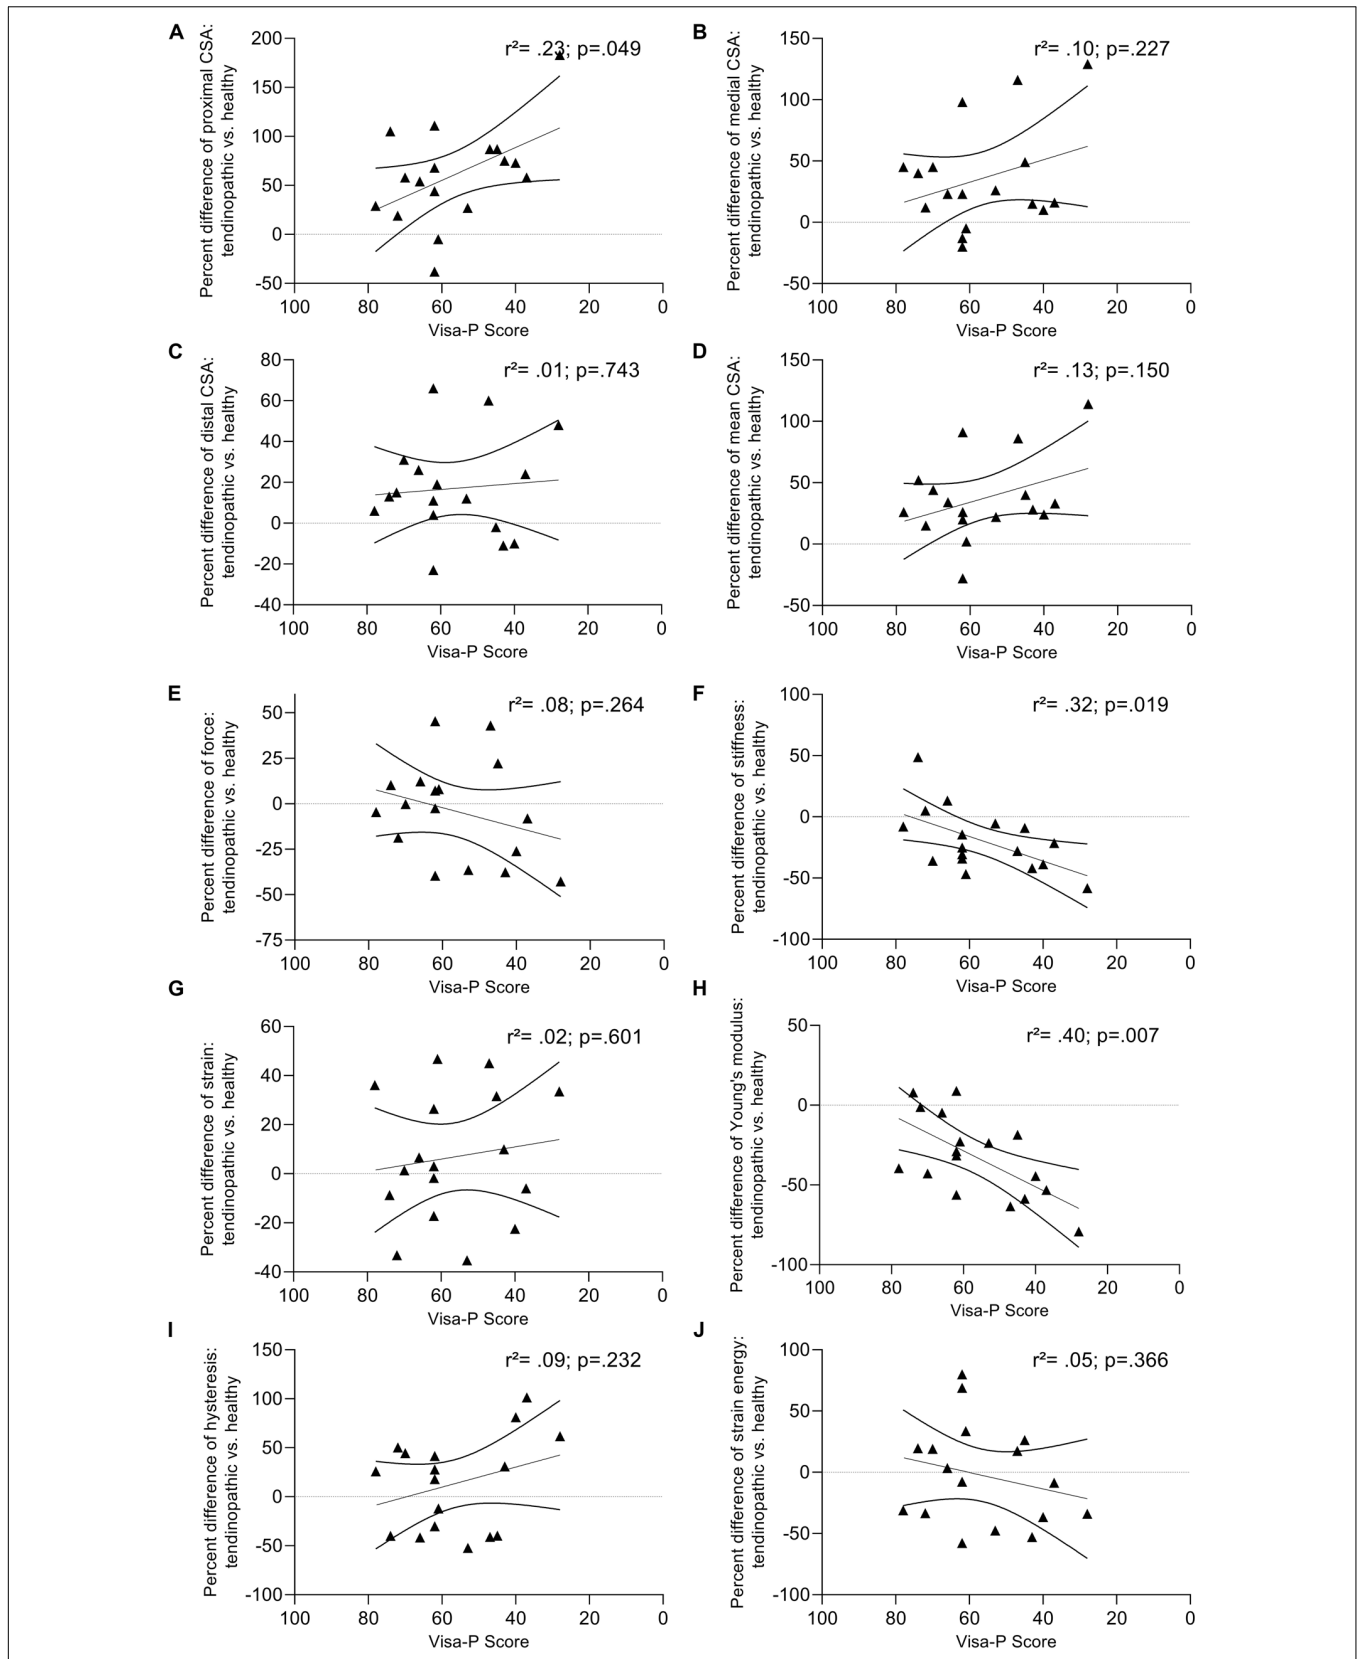 A
Percent difference of proximal CSA:
tendinopathic vs. healthy
r²= .23; p=.049
200
150
100
50
0
-50
100 80 60 40 20 0
Visa-P Score
B
Percent difference of medial CSA:
tendinopathic vs. healthy
r²= .10; p=.227
150
100
50
0
-50
100 80 60 40 20 0
Visa-P Score
C
Percent difference of distal CSA:
tendinopathic vs. healthy
r²= .01; p=.743
80
60
40
20
0
-20
-40
100 80 60 40 20 0
Visa-P Score
D
Percent difference of mean CSA:
tendinopathic vs. healthy
r²= .13; p=.150
150
100
50
0
-50
100 80 60 40 20 0
Visa-P Score
E
Percent difference of force:
tendinopathic vs. healthy
r²= .08; p=.264
50
25
0
-25
-50
-75
100 80 60 40 20 0
Visa-P Score
F
Percent difference of stiffness:
tendinopathic vs. healthy
r²= .32; p=.019
100
50
0
-50
-100
100 80 60 40 20 0
Visa-P Score
G
Percent difference of strain:
tendinopathic vs. healthy
r²= .02; p=.601
60
40
20
0
-20
-40
100 80 60 40 20 0
Visa-P Score
H
Percent difference of Young's modulus:
tendinopathic vs. healthy
r²= .40; p=.007
50
0
-50
-100
100 80 60 40 20 0
Visa-P Score
I
Percent difference of hysteresis:
tendinopathic vs. healthy
r²= .09; p=.232
150
100
50
0
-50
-100
100 80 60 40 20 0
Visa-P Score
J
Percent difference of strain energy:
tendinopathic vs. healthy
r²= .05; p=.366
100
50
0
-50
-100
100 80 60 40 20 0
Visa-P Score